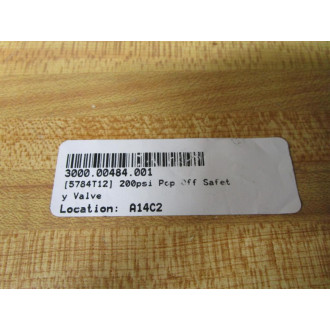 3000.00484.001
[5784T12] 200psi Pop Off Safet
y Valve
Location: A14C2